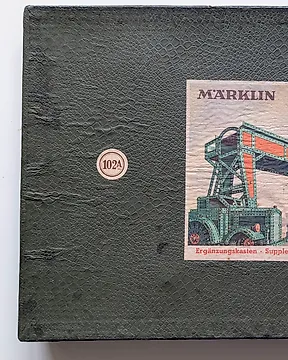 MÄRKLIN
102A
Ergänzungskasten - Supple